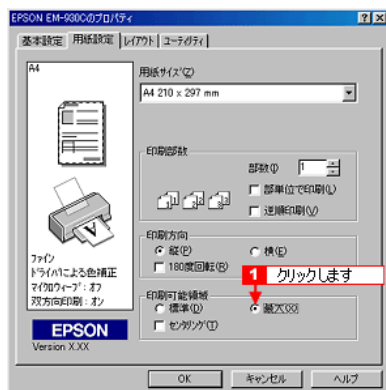 EPSON EM-930Cのプロパティ
基本設定 用紙設定 レイアウト ユーティリティ
A4
用紙サイズ(Z)
A4 210 x 297 mm
印刷部数
部数(I) 1
部単位で印刷(L)
逆順印刷(V)
印刷方向
縦(P) 横(E)
180度回転(R)
1 クリックします
印刷可能領域
標準(D) 最大(X)
センタリング(T)
ファイン
ドライバによる色補正
マイクロウィーブ : オフ
双方向印刷 : オン
EPSON
Version X.XX
OK キャンセル ヘルプ